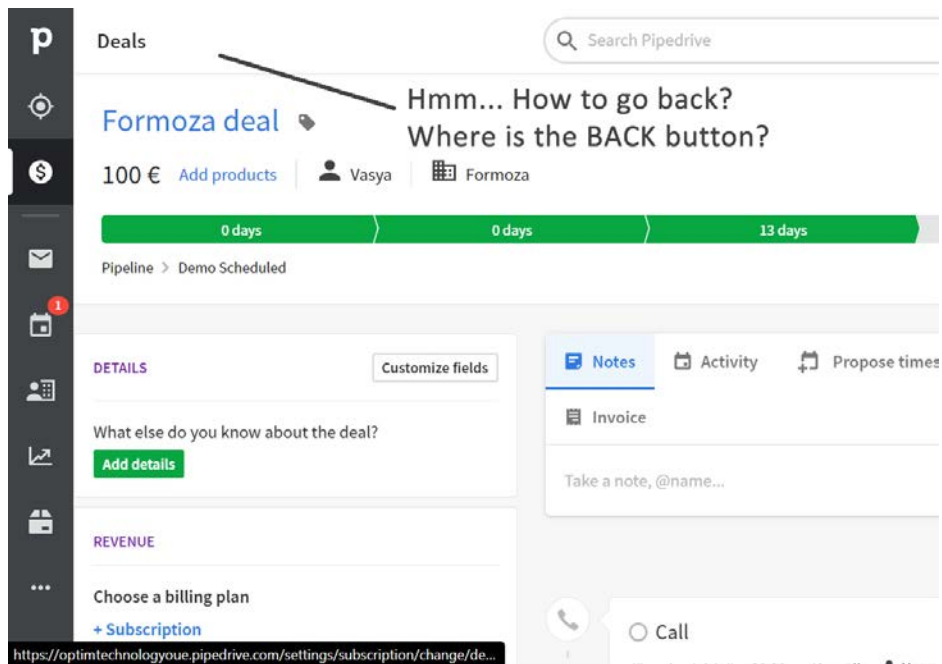 p
Deals
Search Pipedrive
Hmm... How to go back?
Where is the BACK button?
Formoza deal
100 € Add products Vasya Formoza
0 days 0 days 13 days
Pipeline > Demo Scheduled
1
DETAILS
Customize fields
What else do you know about the deal?
Add details
Notes Activity Propose times
Invoice
Take a note, @name...
REVENUE
Choose a billing plan
+ Subscription
Call
https://optimtechnologyoue.pipedrive.com/settings/subscription/change/de...